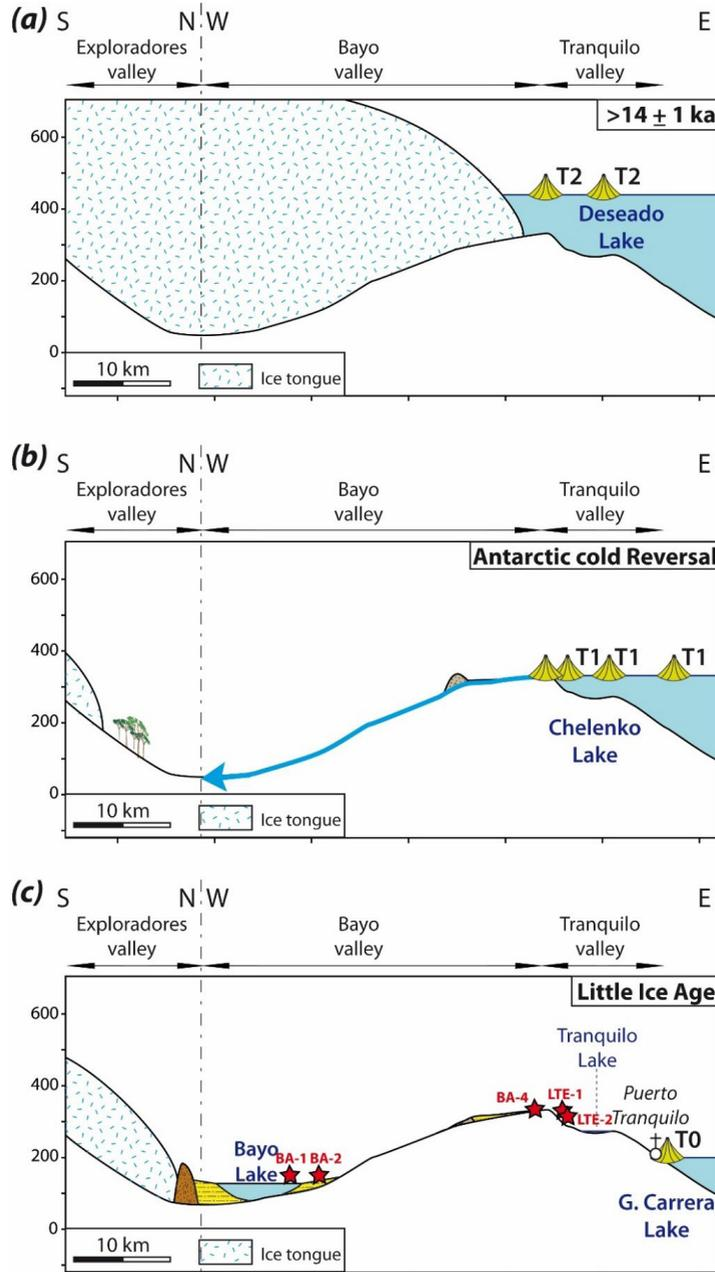 (a) S N W E
Exploradores valley Bayo valley Tranquilo valley
>14 ± 1 ka
600
T2 T2
400
Deseado
Lake
200
0
10 km Ice tongue
(b) S N W E
Exploradores valley Bayo valley Tranquilo valley
Antarctic cold Reversal
600
400
T1 T1 T1
200
Chelenko
Lake
0
10 km Ice tongue
(c) S N W E
Exploradores valley Bayo valley Tranquilo valley
Little Ice Age
600
Tranquilo
Lake
400
BA-4 LTE-1 Puerto
LTE-2 Tranquilo
T0
200
Bayo
Lake BA-1 BA-2
G. Carrera
Lake
0
10 km Ice tongue